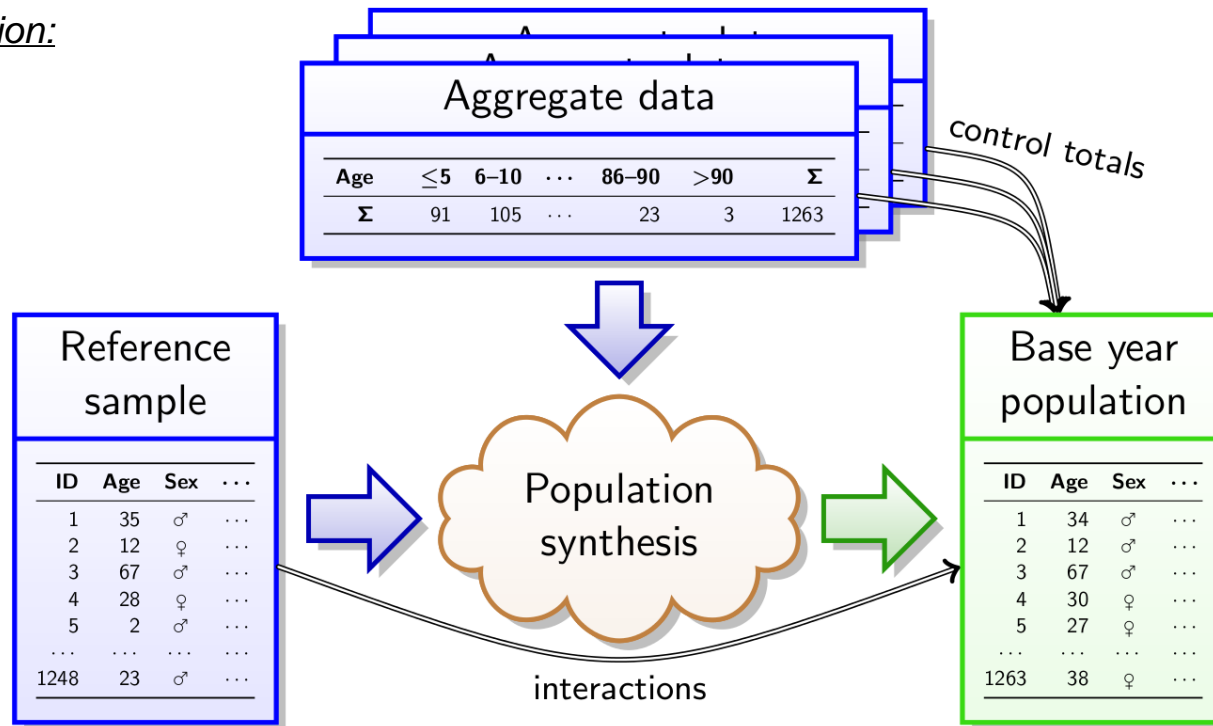 ion:
Aggregate data
Age ≤5 6–10 ··· 86–90 >90 Σ
Σ 91 105 ··· 23 3 1263
control totals
Reference
sample
ID Age Sex ···
1 35 ♂ ···
2 12 ♀ ···
3 67 ♂ ···
4 28 ♀ ···
5 2 ♂ ···
··· ··· ··· ···
1248 23 ♂ ···
Population
synthesis
interactions
Base year
population
ID Age Sex ···
1 34 ♂ ···
2 12 ♂ ···
3 67 ♂ ···
4 30 ♀ ···
5 27 ♀ ···
··· ··· ··· ···
1263 38 ♀ ···